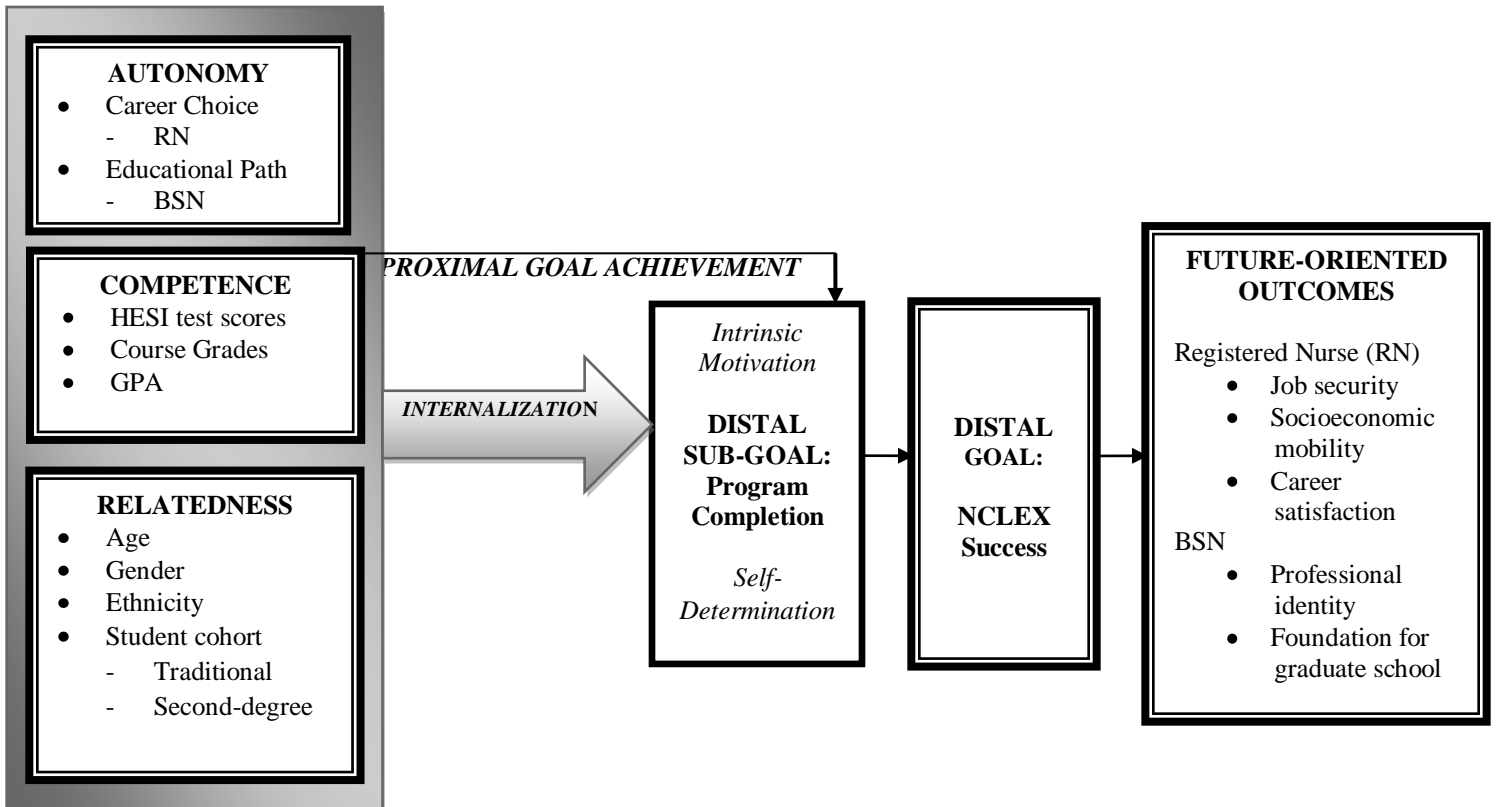 AUTONOMY
• Career Choice
- RN
• Educational Path
- BSN
COMPETENCE
• HESI test scores
• Course Grades
• GPA
RELATEDNESS
• Age
• Gender
• Ethnicity
• Student cohort
- Traditional
- Second-degree
PROXIMAL GOAL ACHIEVEMENT
INTERNALIZATION
Intrinsic
Motivation
DISTAL
SUB-GOAL:
Program
Completion
Self-
Determination
DISTAL
GOAL:
NCLEX
Success
FUTURE-ORIENTED
OUTCOMES
Registered Nurse (RN)
• Job security
• Socioeconomic
mobility
• Career
satisfaction
BSN
• Professional
identity
• Foundation for
graduate school